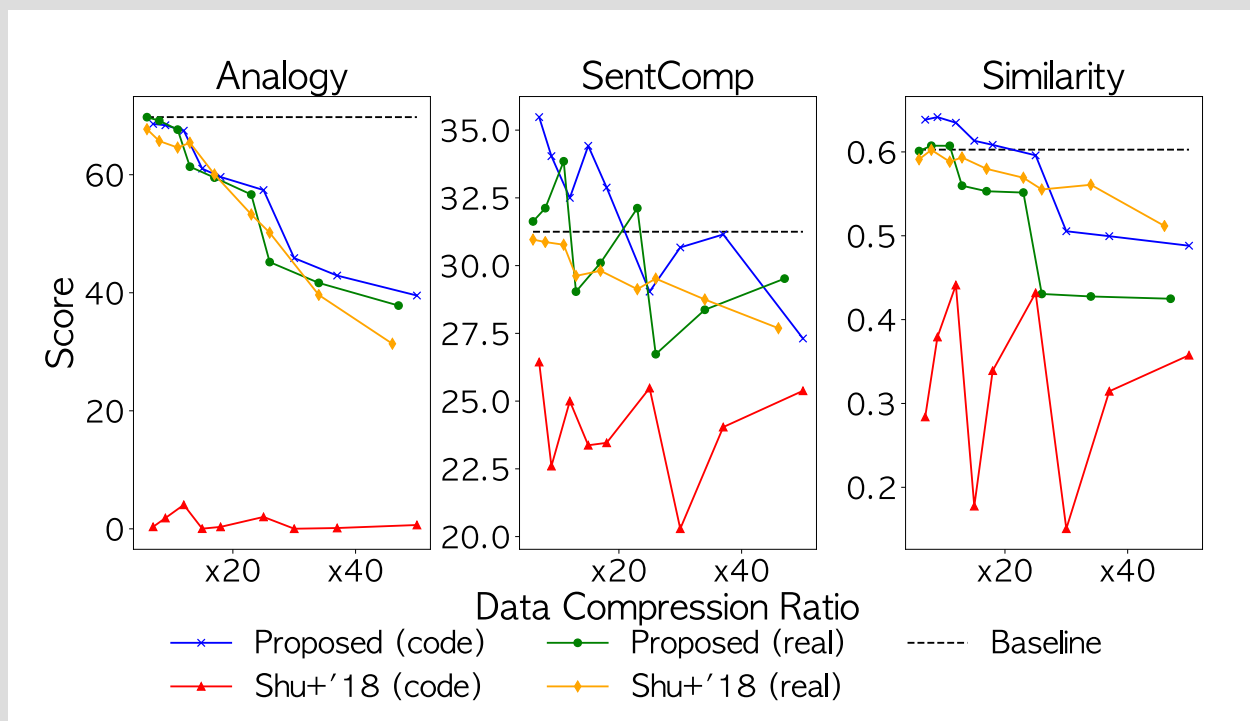 Analogy SentComp Similarity
Score
60
40
20
0
35.0
32.5
30.0
27.5
25.0
22.5
20.0
0.6
0.5
0.4
0.3
0.2
x20 x40 x20 x40 x20 x40
Data Compression Ratio
Proposed (code) Proposed (real) Baseline
Shu+'18 (code) Shu+'18 (real)